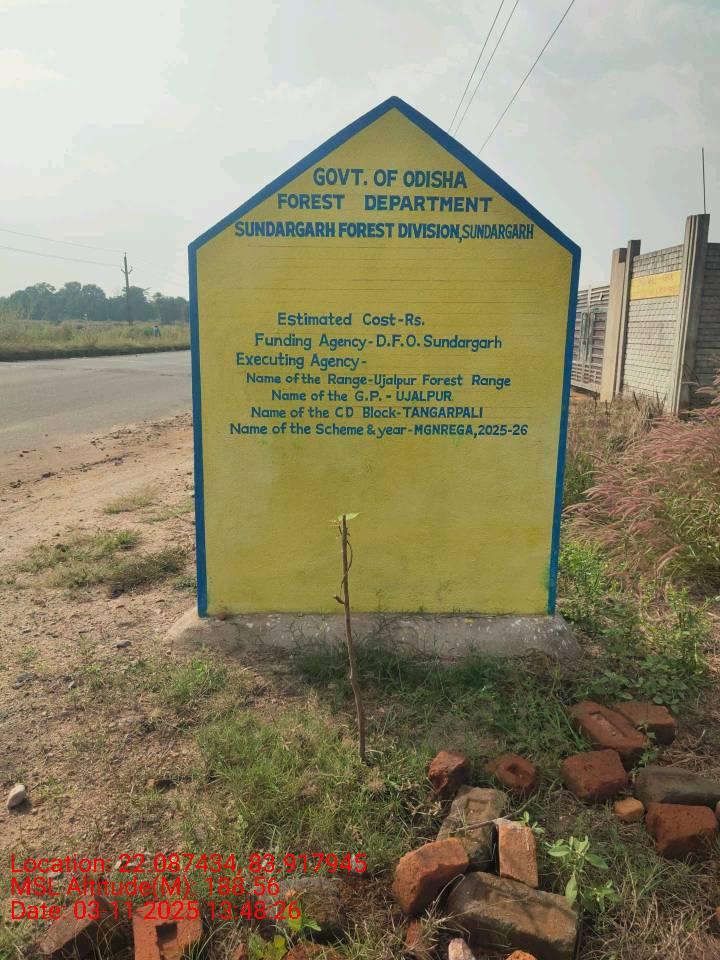 GOVT. OF ODISHA
FOREST DEPARTMENT
SUNDARGARH FOREST DIVISION, SUNDARGARH
Estimated Cost-Rs.
Funding Agency-D.F.O. Sundargarh
Executing Agency-
Name of the Range-Ujalpur Forest Range
Name of the G.P. - UJALPUR
Name of the CD Block-TANGARPALI
Name of the Scheme & year-MGNREGA,2025-26
Location: 22.087434, 83.917945
MSL Altitude(M): 188.56
Date: 03-11-2025 13:48:26